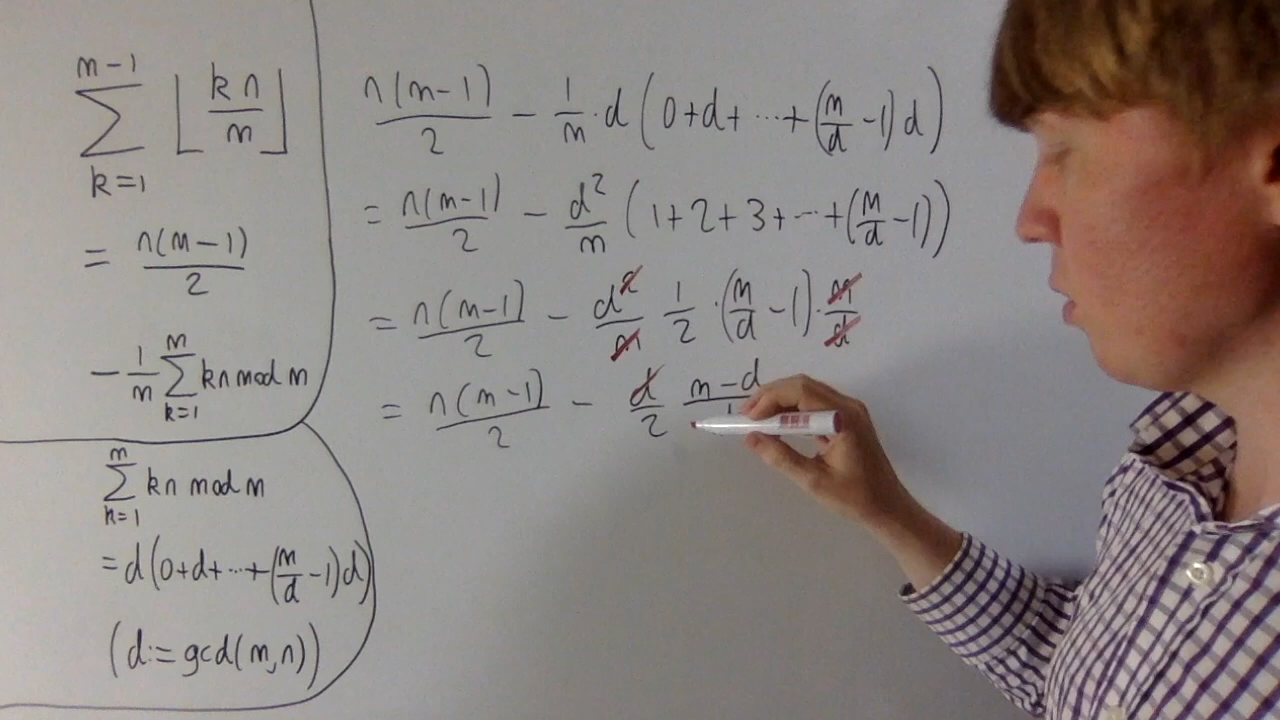 m-1
∑ ⌊kn/m⌋
k=1
= n(m-1)/2
- 1/m ∑ kn mod m
m
k=1
m
∑ kn mod m
k=1
= d(0+d+⋯+(m/d -1)d)
(d:= gcd(m,n))
n(m-1)/2 - 1/m · d(0+d+⋯+(m/d -1)d)
= n(m-1)/2 - d²/m (1+2+3+⋯+(m/d -1))
= n(m-1)/2 - d²/m 1/2 ·(m/d -1)· m/d
= n(m-1)/2 - d/2 m-d